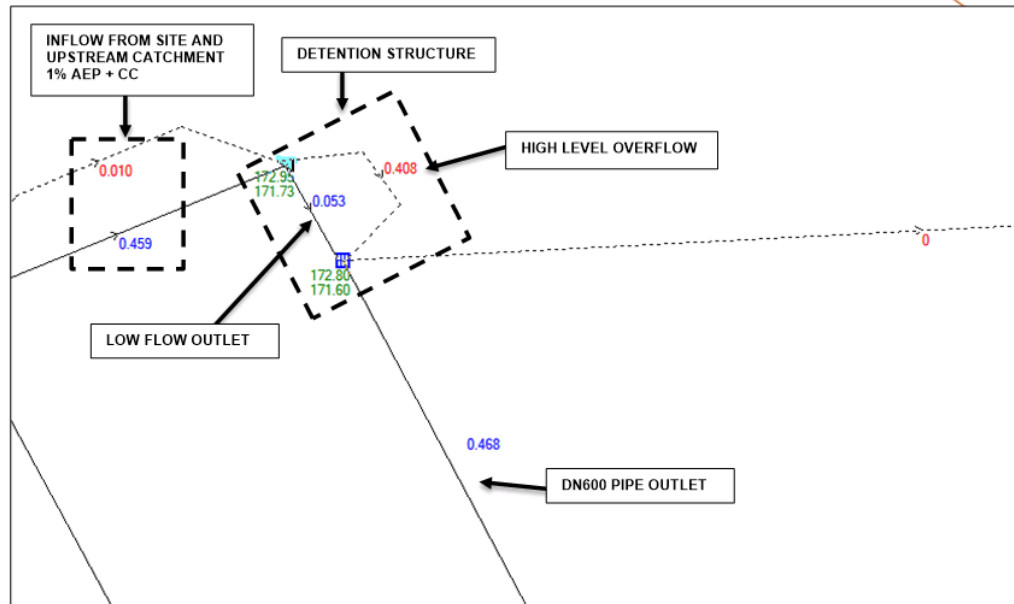 INFLOW FROM SITE AND
UPSTREAM CATCHMENT
1% AEP + CC
DETENTION STRUCTURE
HIGH LEVEL OVERFLOW
0.010
0.408
172.95
171.73
0.053
0.459
0
172.80
171.60
LOW FLOW OUTLET
0.468
DN600 PIPE OUTLET